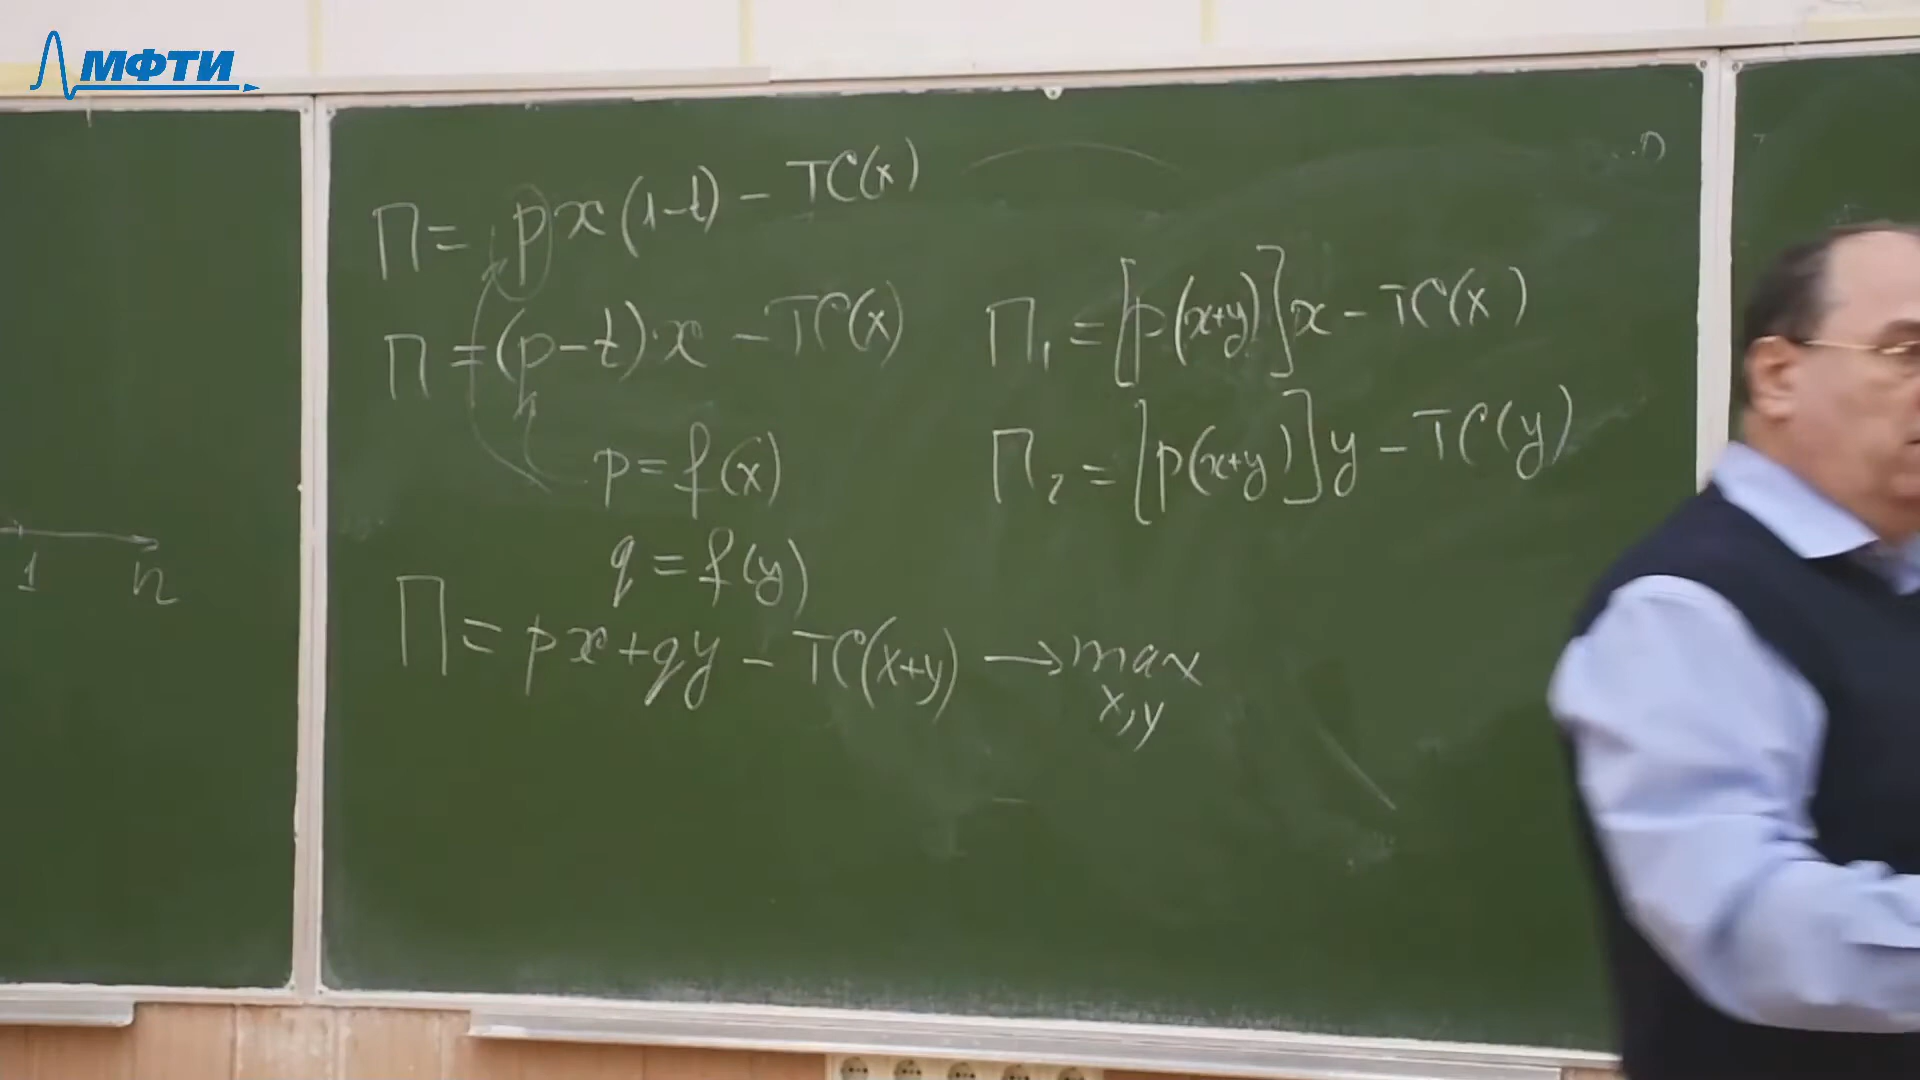 МФТИ
П = px(1-t) - TC(x)
П = (p-t)·x - TC(x)
p = f(x)
q = f(y)
П = px + qy - TC(x+y) → max
x, y
П₁ = [p(x+y)]x - TC(x)
П₂ = [p(x+y)]y - TC(y)
1 n